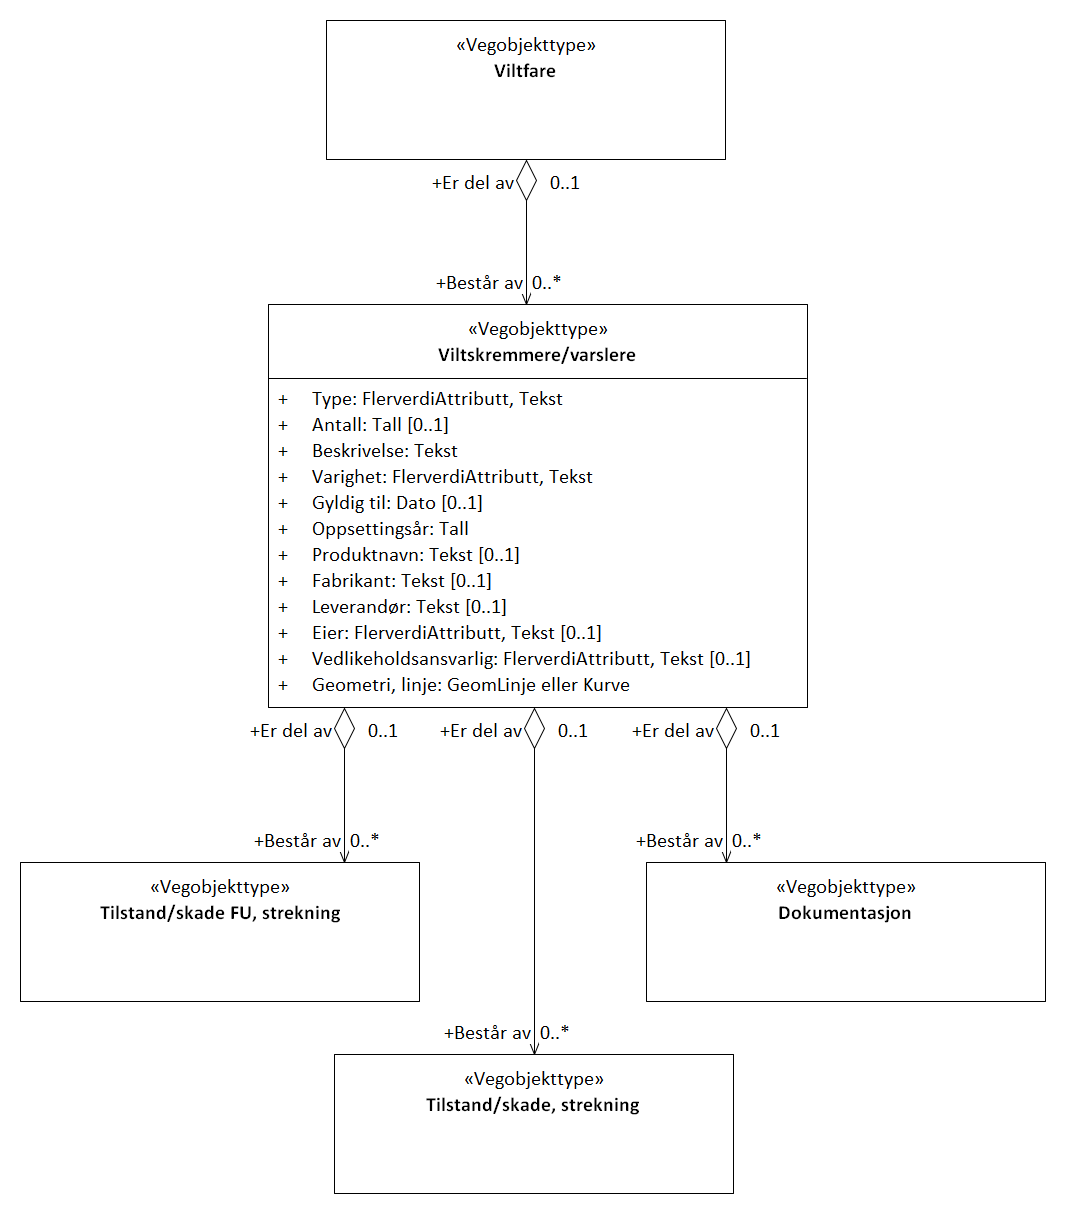 «Vegobjekttype»
Viltfare
+Er del av 0..1
+Består av 0..*
«Vegobjekttype»
Viltskremmere/varslere
+ Type: FlerverdiAttributt, Tekst
+ Antall: Tall [0..1]
+ Beskrivelse: Tekst
+ Varighet: FlerverdiAttributt, Tekst
+ Gyldig til: Dato [0..1]
+ Oppsettingsår: Tall
+ Produktnavn: Tekst [0..1]
+ Fabrikant: Tekst [0..1]
+ Leverandør: Tekst [0..1]
+ Eier: FlerverdiAttributt, Tekst [0..1]
+ Vedlikeholdsansvarlig: FlerverdiAttributt, Tekst [0..1]
+ Geometri, linje: GeomLinje eller Kurve
+Er del av 0..1 +Er del av 0..1 +Er del av 0..1
+Består av 0..* +Består av 0..*
«Vegobjekttype» «Vegobjekttype»
Tilstand/skade FU, strekning Dokumentasjon
+Består av 0..*
«Vegobjekttype»
Tilstand/skade, strekning